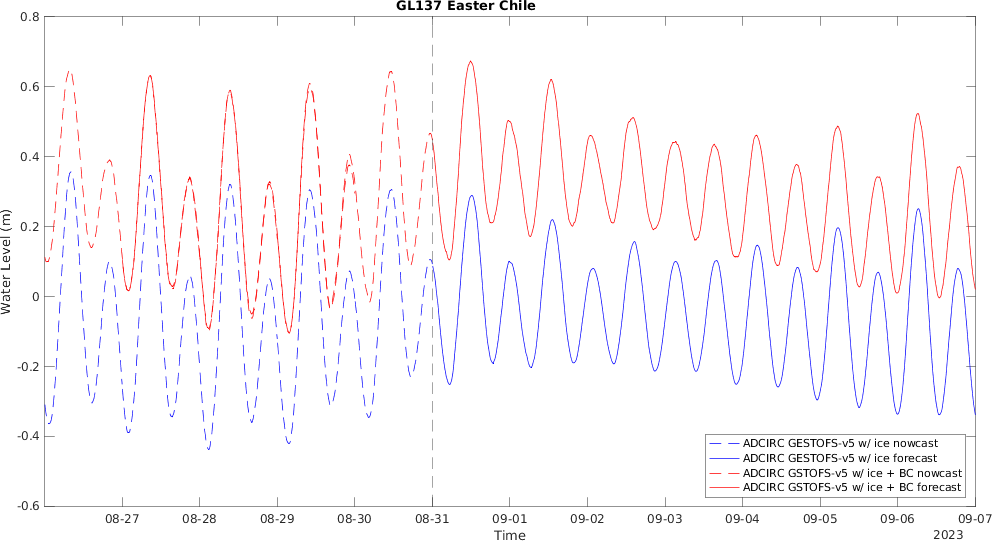 GL137 Easter Chile
Water Level (m)
0.8
0.6
0.4
0.2
0
-0.2
-0.4
-0.6
ADCIRC GESTOFS-v5 w/ ice nowcast
ADCIRC GESTOFS-v5 w/ ice forecast
ADCIRC GSTOFS-v5 w/ ice + BC nowcast
ADCIRC GSTOFS-v5 w/ ice + BC forecast
08-27 08-28 08-29 08-30 08-31 09-01 09-02 09-03 09-04 09-05 09-06 09-07
Time
2023